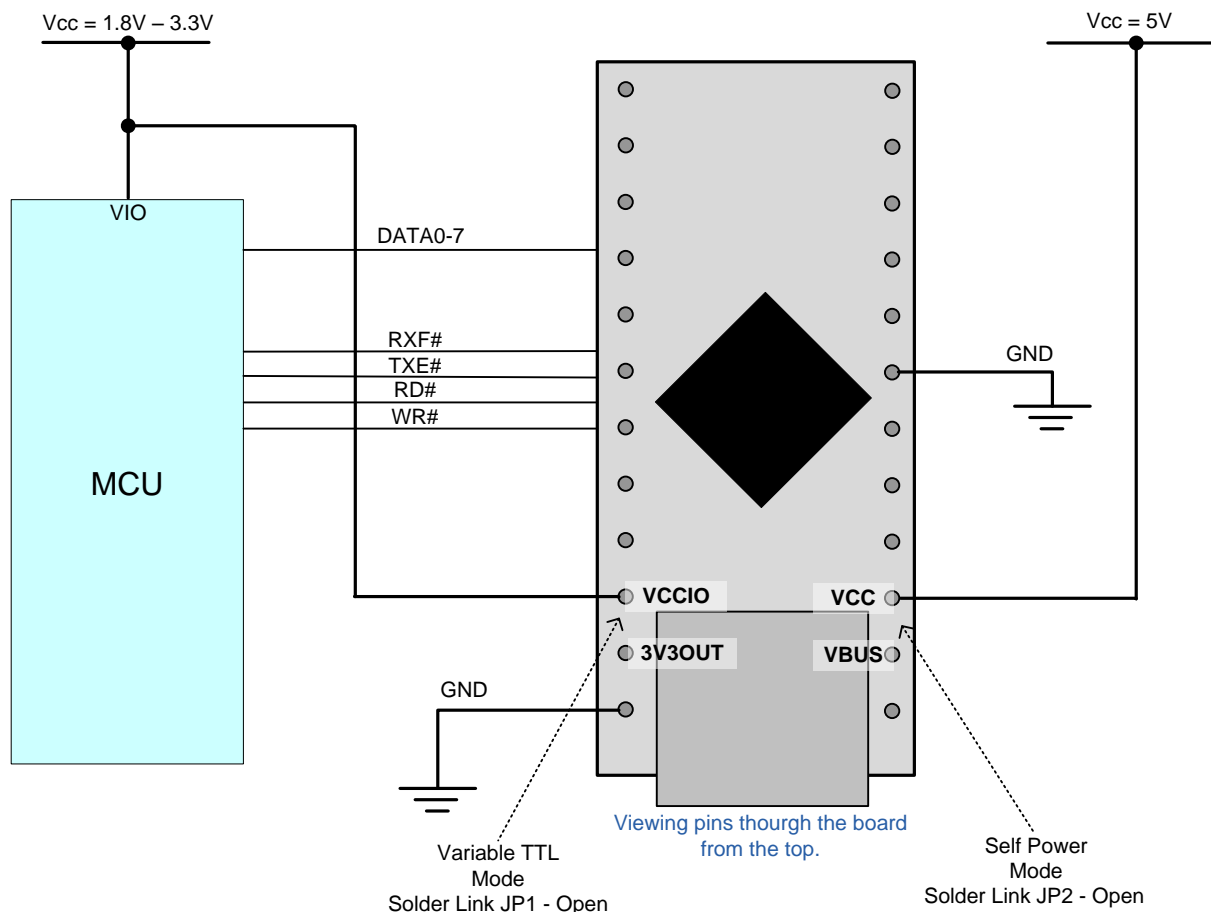 Vcc = 1.8V – 3.3V
Vcc = 5V
VIO
DATA0-7
RXF#
TXE#
RD#
WR#
GND
MCU
VCCIO
VCC
3V3OUT
VBUS
GND
Viewing pins thourgh the board
from the top.
Variable TTL
Mode
Solder Link JP1 - Open
Self Power
Mode
Solder Link JP2 - Open